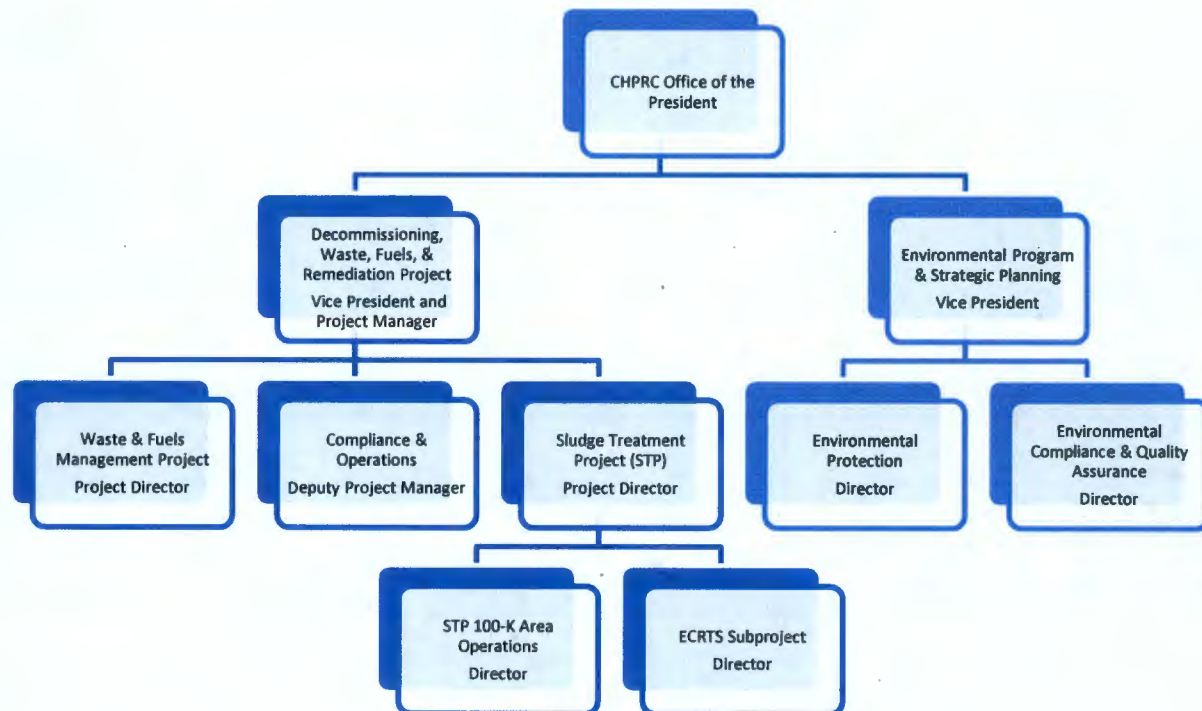 CHPRC Office of the
President
Decommissioning,
Waste, Fuels, &
Remediation Project
Vice President and
Project Manager
Environmental Program
& Strategic Planning
Vice President
Waste & Fuels
Management Project
Project Director
Compliance &
Operations
Deputy Project Manager
Sludge Treatment
Project (STP)
Project Director
Environmental
Protection
Director
Environmental
Compliance & Quality
Assurance
Director
STP 100-K Area
Operations
Director
ECRTS Subproject
Director